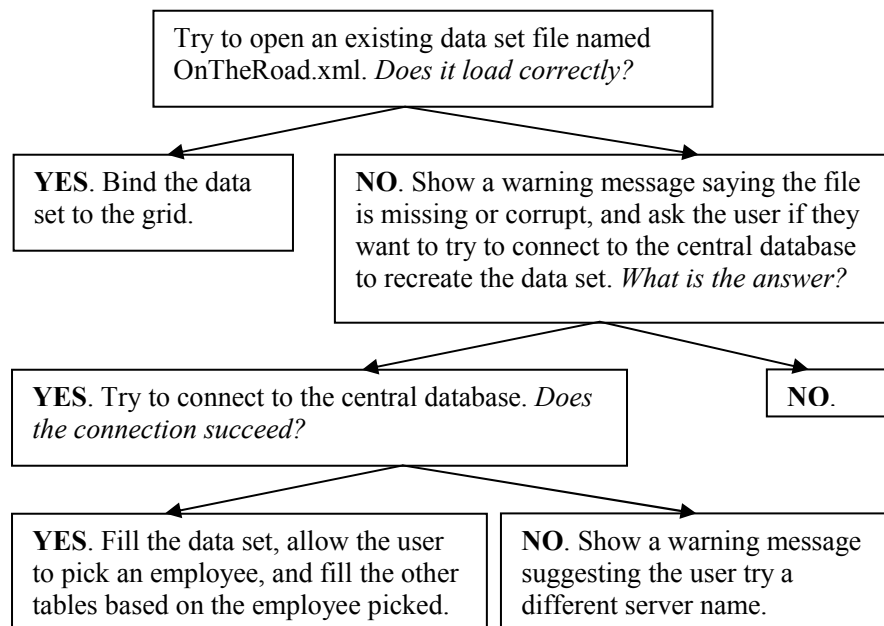 Try to open an existing data set file named
OnTheRoad.xml. Does it load correctly?
YES. Bind the data
set to the grid.
NO. Show a warning message saying the file
is missing or corrupt, and ask the user if they
want to try to connect to the central database
to recreate the data set. What is the answer?
YES. Try to connect to the central database. Does
the connection succeed?
NO.
YES. Fill the data set, allow the user
to pick an employee, and fill the other
tables based on the employee picked.
NO. Show a warning message
suggesting the user try a
different server name.